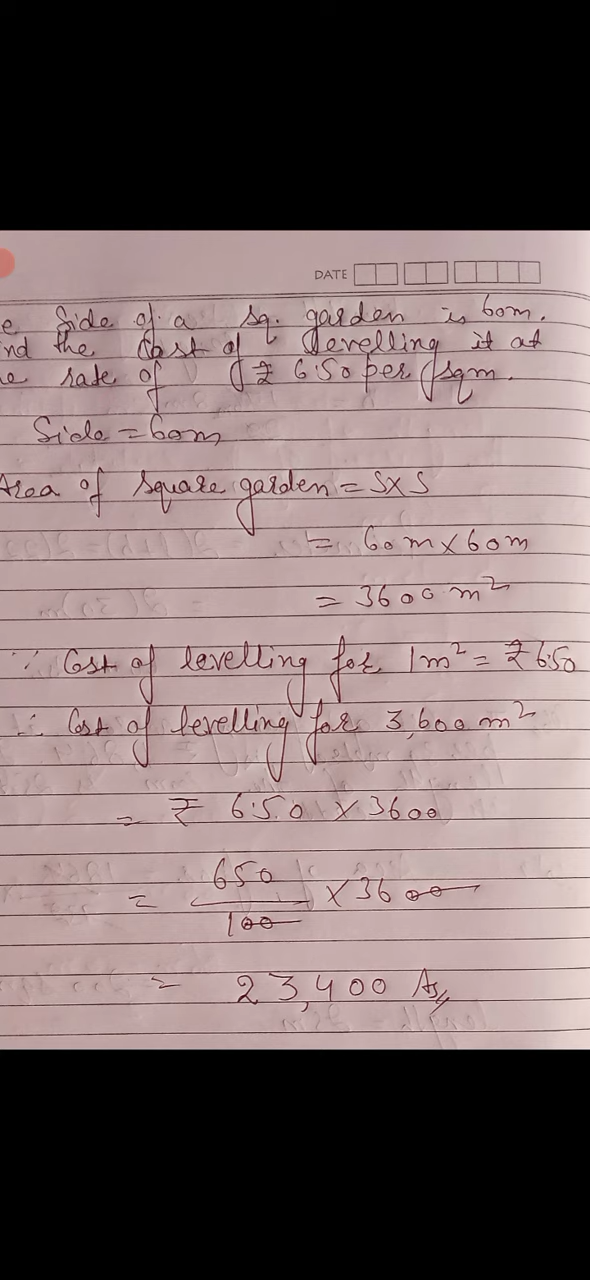 DATE
e Side of a sq. garden is 60m.
nd the Cost of levelling it at
e rate of ₹ 6.50 per sqm.
Side = 60m
Area of square garden = S×S
= 60m×60m
= 3600 m²
∵ Cost of levelling for 1m² = ₹ 6.50
∴ Cost of levelling for 3,600 m²
= ₹ 6.50 × 3600
= 650/100 × 3600
= 23,400 As